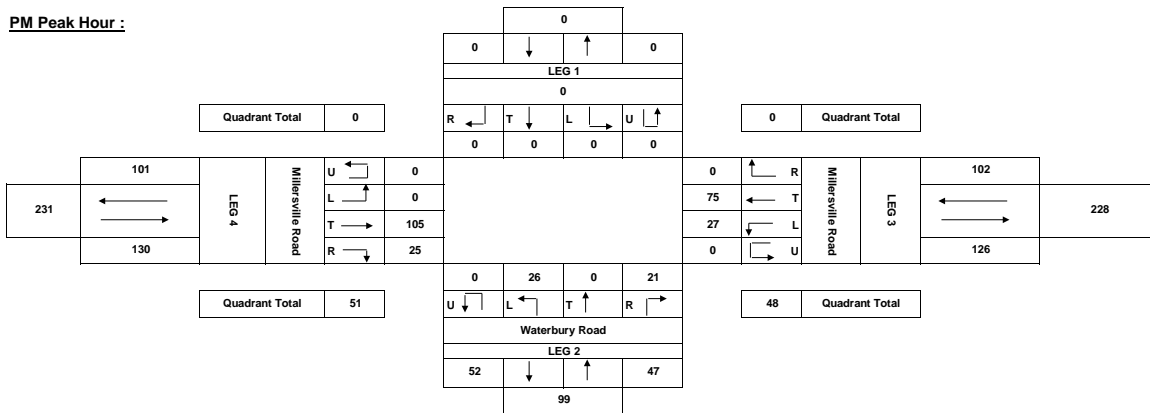 PM Peak Hour :
0
0 0
LEG 1
0
Quadrant Total 0
R T L U
0 Quadrant Total
0 0 0 0
101
U 0
0 R
102
231
LEG 4
Millersville Road
L 0
75 T
Millersville Road
LEG 3
228
T 105
27 L
130
R 25
0 U
126
0 26 0 21
Quadrant Total 51
U L T R
48 Quadrant Total
Waterbury Road
LEG 2
52 47
99